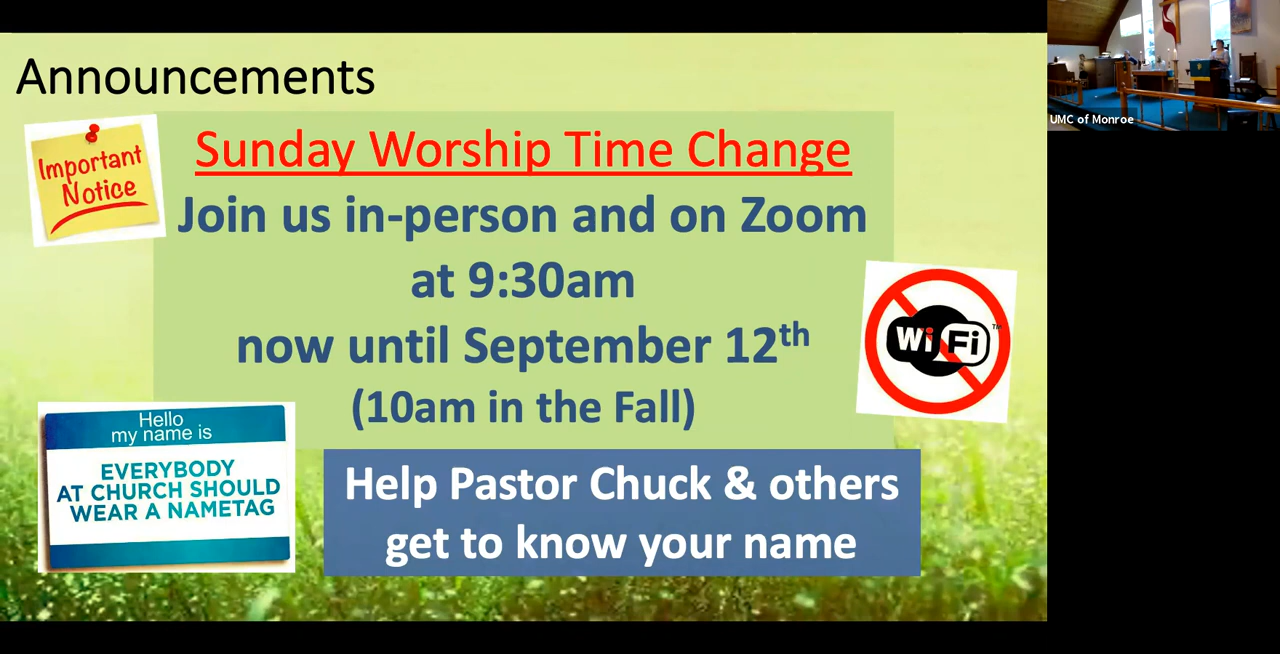 Announcements
Important
Notice
Sunday Worship Time Change
Join us in-person and on Zoom
at 9:30am
now until September 12th
(10am in the Fall)
WiFi
TM
Hello
my name is
EVERYBODY
AT CHURCH SHOULD
WEAR A NAMETAG
Help Pastor Chuck & others
get to know your name
UMC of Monroe